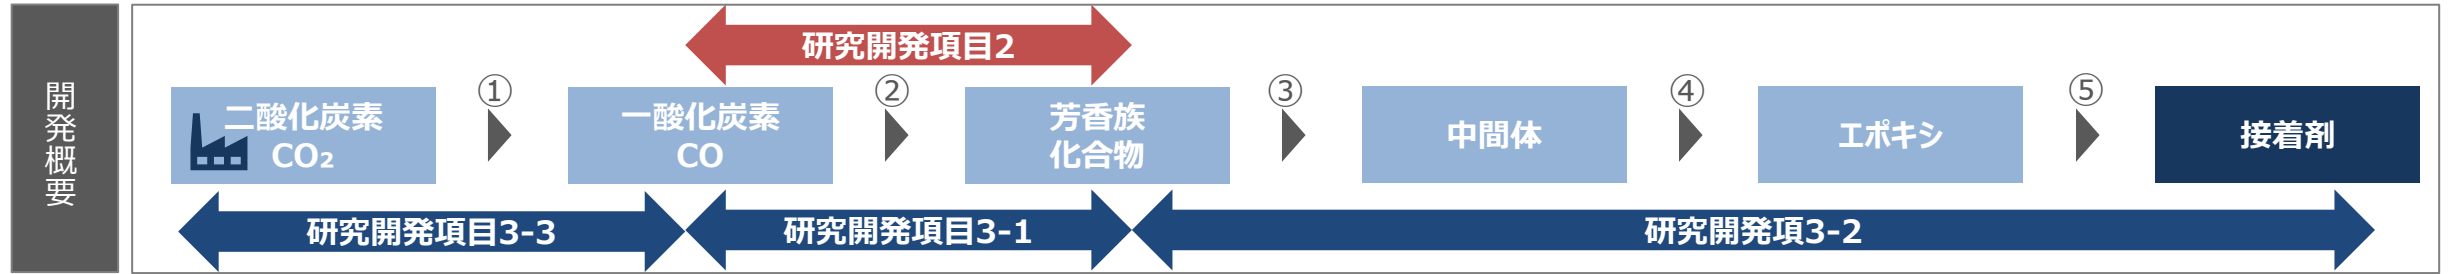 開発概要
研究開発項目2
①
②
③
④
⑤
二酸化炭素
CO₂
一酸化炭素
CO
芳香族
化合物
中間体
エポキシ
接着剤
研究開発項目3-3
研究開発項目3-1
研究開発項3-2